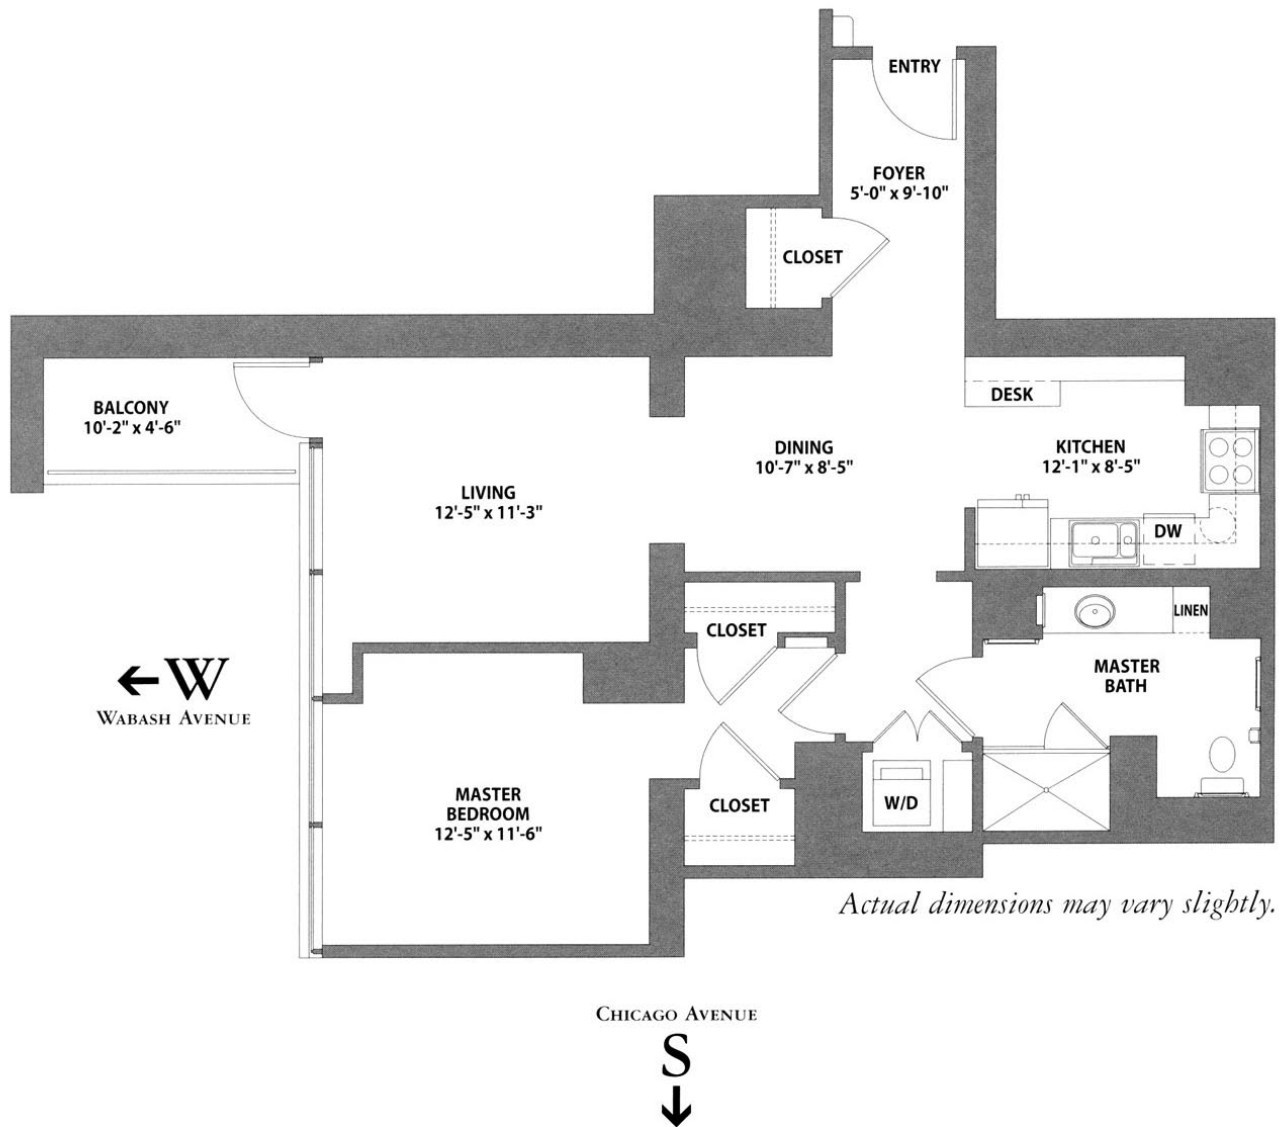 ENTRY
FOYER
5'-0" x 9'-10"
CLOSET
BALCONY
10'-2" x 4'-6"
DESK
DINING
10'-7" x 8'-5"
KITCHEN
12'-1" x 8'-5"
LIVING
12'-5" x 11'-3"
DW
CLOSET
LINEN
MASTER
BATH
←W
WABASH AVENUE
MASTER
BEDROOM
12'-5" x 11'-6"
CLOSET
W/D
Actual dimensions may vary slightly.
CHICAGO AVENUE
S
↓